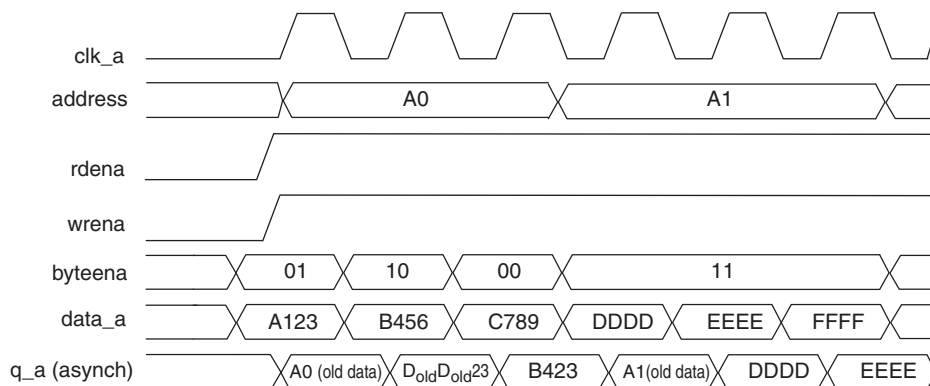 clk_a
address A0 A1
rdena
wrena
byteena 01 10 00 11
data_a A123 B456 C789 DDDD EEEE FFFF
q_a (asynch) A0 (old data) DoldDold23 B423 A1(old data) DDDD EEEE